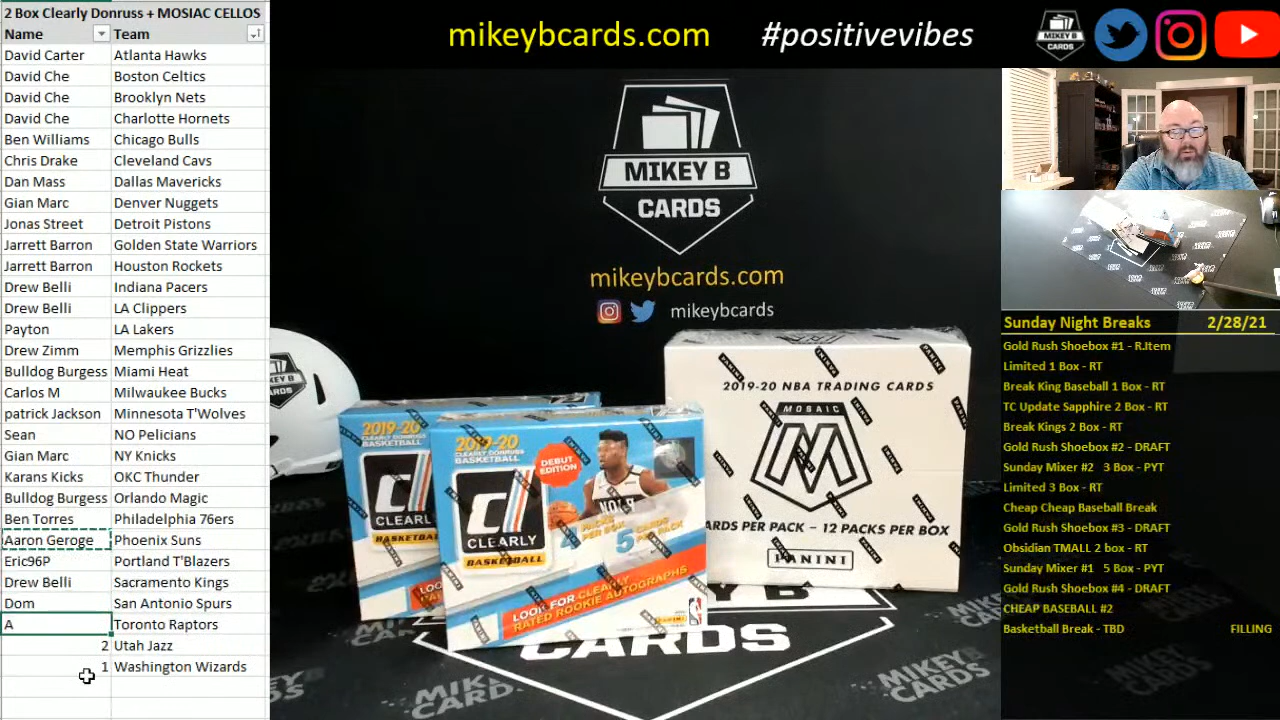 2 Box Clearly Donruss + MOSIAC CELLOS
Name Team
David Carter Atlanta Hawks
David Che Boston Celtics
David Che Brooklyn Nets
David Che Charlotte Hornets
Ben Williams Chicago Bulls
Chris Drake Cleveland Cavs
Dan Mass Dallas Mavericks
Gian Marc Denver Nuggets
Jonas Street Detroit Pistons
Jarrett Barron Golden State Warriors
Jarrett Barron Houston Rockets
Drew Belli Indiana Pacers
Drew Belli LA Clippers
Payton LA Lakers
Drew Zimm Memphis Grizzlies
Bulldog Burgess Miami Heat
Carlos M Milwaukee Bucks
patrick Jackson Minnesota T'Wolves
Sean NO Pelicians
Gian Marc NY Knicks
Karans Kicks OKC Thunder
Bulldog Burgess Orlando Magic
Ben Torres Philadelphia 76ers
Aaron Geroge Phoenix Suns
Eric96P Portland T'Blazers
Drew Belli Sacramento Kings
Dom San Antonio Spurs
A Toronto Raptors
2 Utah Jazz
1 Washington Wizards
mikeybcards.com #positivevibes
MIKEY B
CARDS
MIKEY B
CARDS
mikeybcards.com
mikeybcards
2019-20
CLEARLY
BASKETBALL
2019-20
CLEARLY DONRUSS
BASKETBALL
DEBUT
EDITION
CLEARLY
BASKETBALL
5 CARDS
PER PACK
LOOK FOR CLEARLY
RATED ROOKIE AUTOGRAPHS
2019-20 NBA TRADING CARDS
MOSAIC
ARDS PER PACK – 12 PACKS PER BOX
PANINI
CARDS
Sunday Night Breaks 2/28/21
Gold Rush Shoebox #1 - R.Item
Limited 1 Box - RT
Break King Baseball 1 Box - RT
TC Update Sapphire 2 Box - RT
Break Kings 2 Box - RT
Gold Rush Shoebox #2 - DRAFT
Sunday Mixer #2 3 Box - PYT
Limited 3 Box - RT
Cheap Cheap Baseball Break
Gold Rush Shoebox #3 - DRAFT
Obsidian TMALL 2 box - RT
Sunday Mixer #1 5 Box - PYT
Gold Rush Shoebox #4 - DRAFT
CHEAP BASEBALL #2
Basketball Break - TBD FILLING